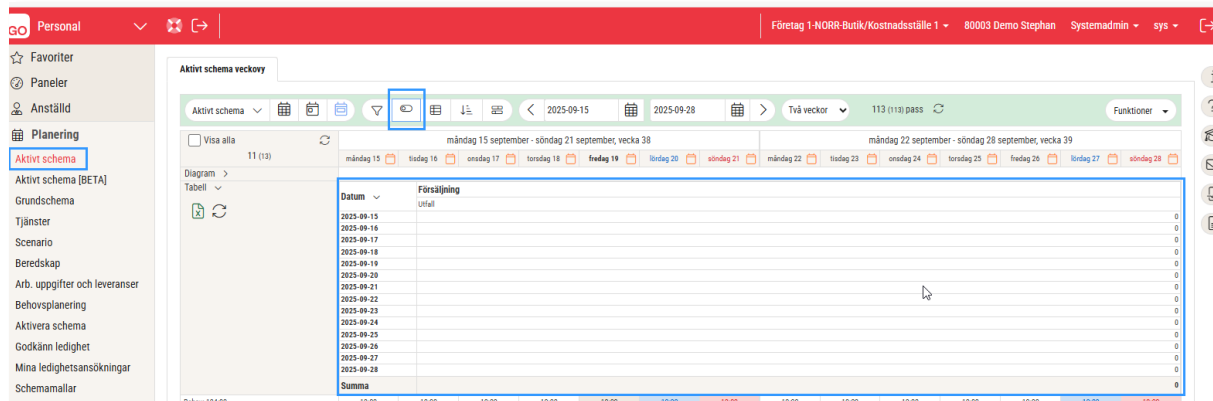 GO Personal Företag 1-NORR-Butik/Kostnadsställe 1 80003 Demo Stephan Systemadmin sys
Favoriter
Paneler
Anställd
Planering
Aktivt schema
Aktivt schema [BETA]
Grundschema
Tjänster
Scenario
Beredskap
Arb. uppgifter och leveranser
Behovsplanering
Aktivera schema
Godkänn ledighet
Mina ledighetsansökningar
Schemamallar
Aktivt schema veckovy
Aktivt schema 2025-09-15 2025-09-28 Två veckor 113 (113) pass Funktioner
Visa alla måndag 15 september - söndag 21 september, vecka 38 måndag 22 september - söndag 28 september, vecka 39
11 (13) måndag 15 tisdag 16 onsdag 17 torsdag 18 fredag 19 lördag 20 söndag 21 måndag 22 tisdag 23 onsdag 24 torsdag 25 fredag 26 lördag 27 söndag 28
Diagram
Tabell
Datum Försäljning
Utfall
2025-09-15 0
2025-09-16 0
2025-09-17 0
2025-09-18 0
2025-09-19 0
2025-09-20 0
2025-09-21 0
2025-09-22 0
2025-09-23 0
2025-09-24 0
2025-09-25 0
2025-09-26 0
2025-09-27 0
2025-09-28 0
Summa 0